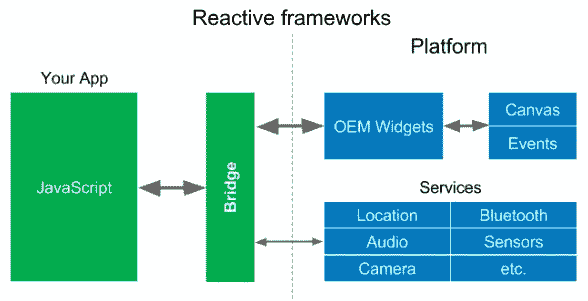 Reactive frameworks
Platform
Your App
JavaScript
Bridge
OEM Widgets
Canvas
Events
Services
Location
Bluetooth
Audio
Sensors
Camera
etc.